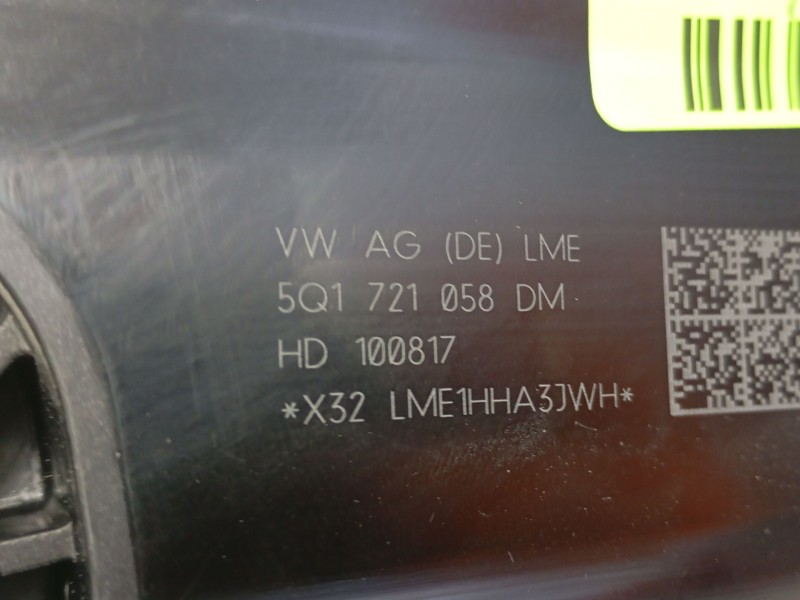 VW AG (DE) LME
5Q1 721 058 DM
HD 100817
*X32 LME1HHA3JWH*